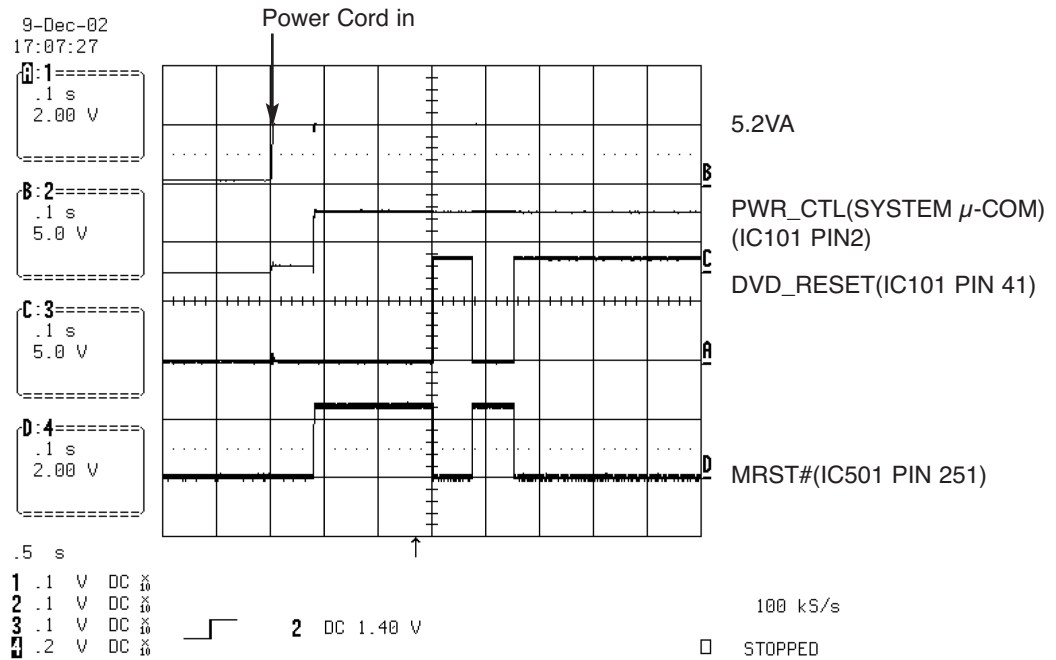 Power Cord in
9-Dec-02
17:07:27
A:1
.1 s
2.00 V
B:2
.1 s
5.0 V
C:3
.1 s
5.0 V
D:4
.1 s
2.00 V
5.2VA
B
PWR_CTL(SYSTEM µ-COM)
(IC101 PIN2)
C
DVD_RESET(IC101 PIN 41)
A
D
MRST#(IC501 PIN 251)
↑
.5 s
1 .1 V DC x10
2 .1 V DC x10
3 .1 V DC x10
4 .2 V DC x10
2 DC 1.40 V
100 kS/s
STOPPED